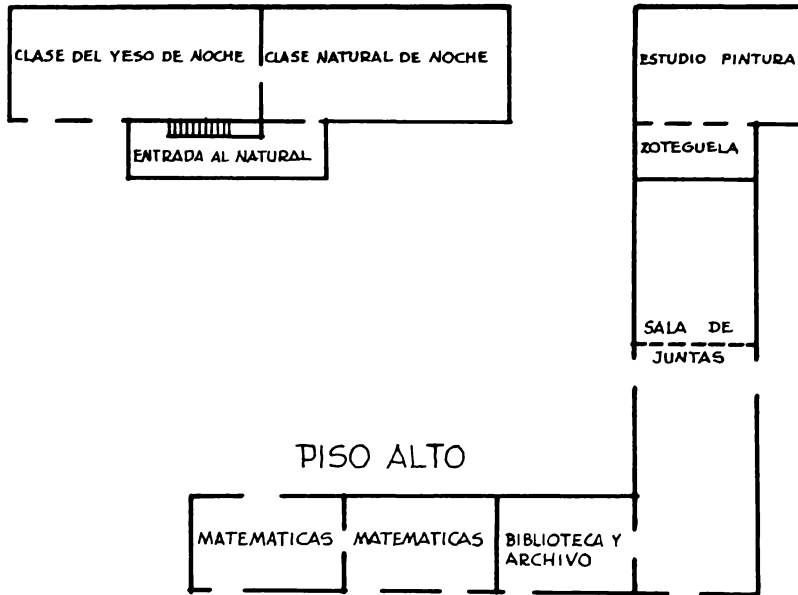 CLASE DEL YESO DE NOCHE
CLASE NATURAL DE NOCHE
ESTUDIO PINTURA
ENTRADA AL NATURAL
ZOTEGUELA
SALA DE
JUNTAS
PISO ALTO
MATEMATICAS
MATEMATICAS
BIBLIOTECA Y
ARCHIVO